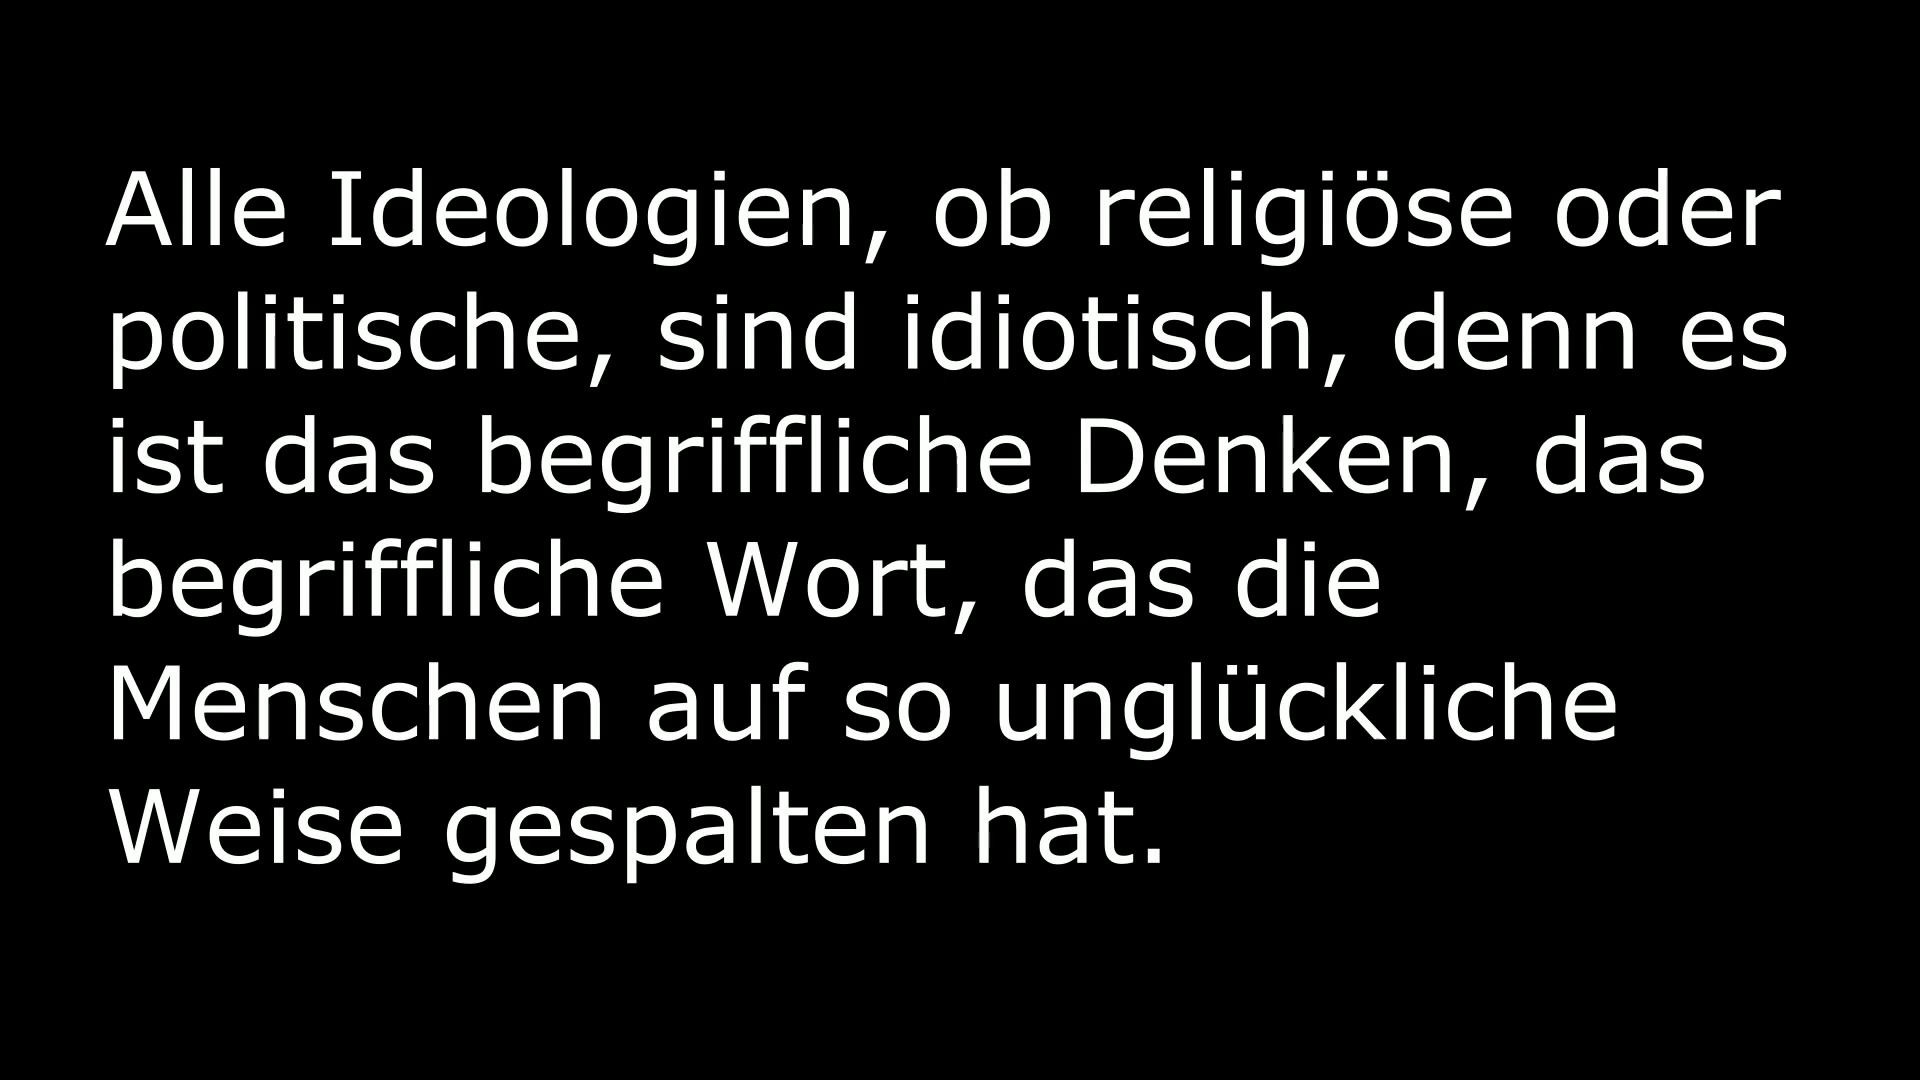 Alle Ideologien, ob religiöse oder
politische, sind idiotisch, denn es
ist das begriffliche Denken, das
begriffliche Wort, das die
Menschen auf so unglückliche
Weise gespalten hat.